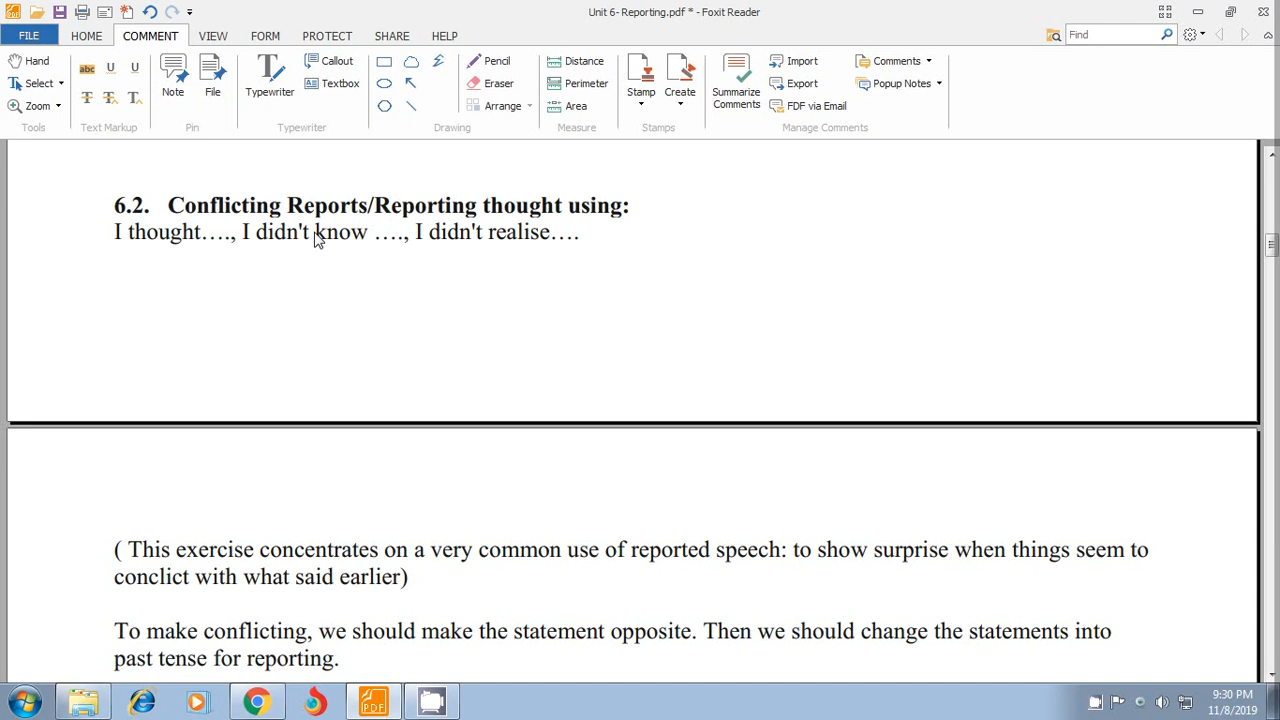 Unit 6- Reporting.pdf * - Foxit Reader
FILE HOME COMMENT VIEW FORM PROTECT SHARE HELP Find
Hand Select Zoom Tools
abc U U T T T Text Markup
Note File Pin
Typewriter Callout Textbox Typewriter
Pencil Eraser Arrange Drawing
Distance Perimeter Area Measure
Stamp Create Stamps
Summarize Comments Import Export FDF via Email Comments Popup Notes Manage Comments
6.2. Conflicting Reports/Reporting thought using:
I thought…., I didn't know …., I didn't realise….
( This exercise concentrates on a very common use of reported speech: to show surprise when things seem to
conclict with what said earlier)
To make conflicting, we should make the statement opposite. Then we should change the statements into
past tense for reporting.
PDF
9:30 PM
11/8/2019